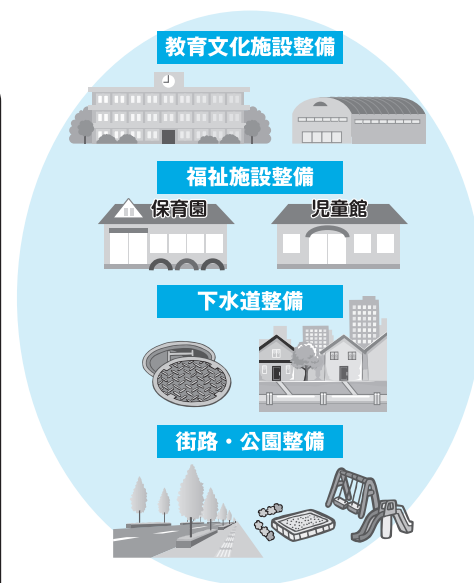 教育文化施設整備
福祉施設整備
保育園
児童館
下水道整備
街路・公園整備